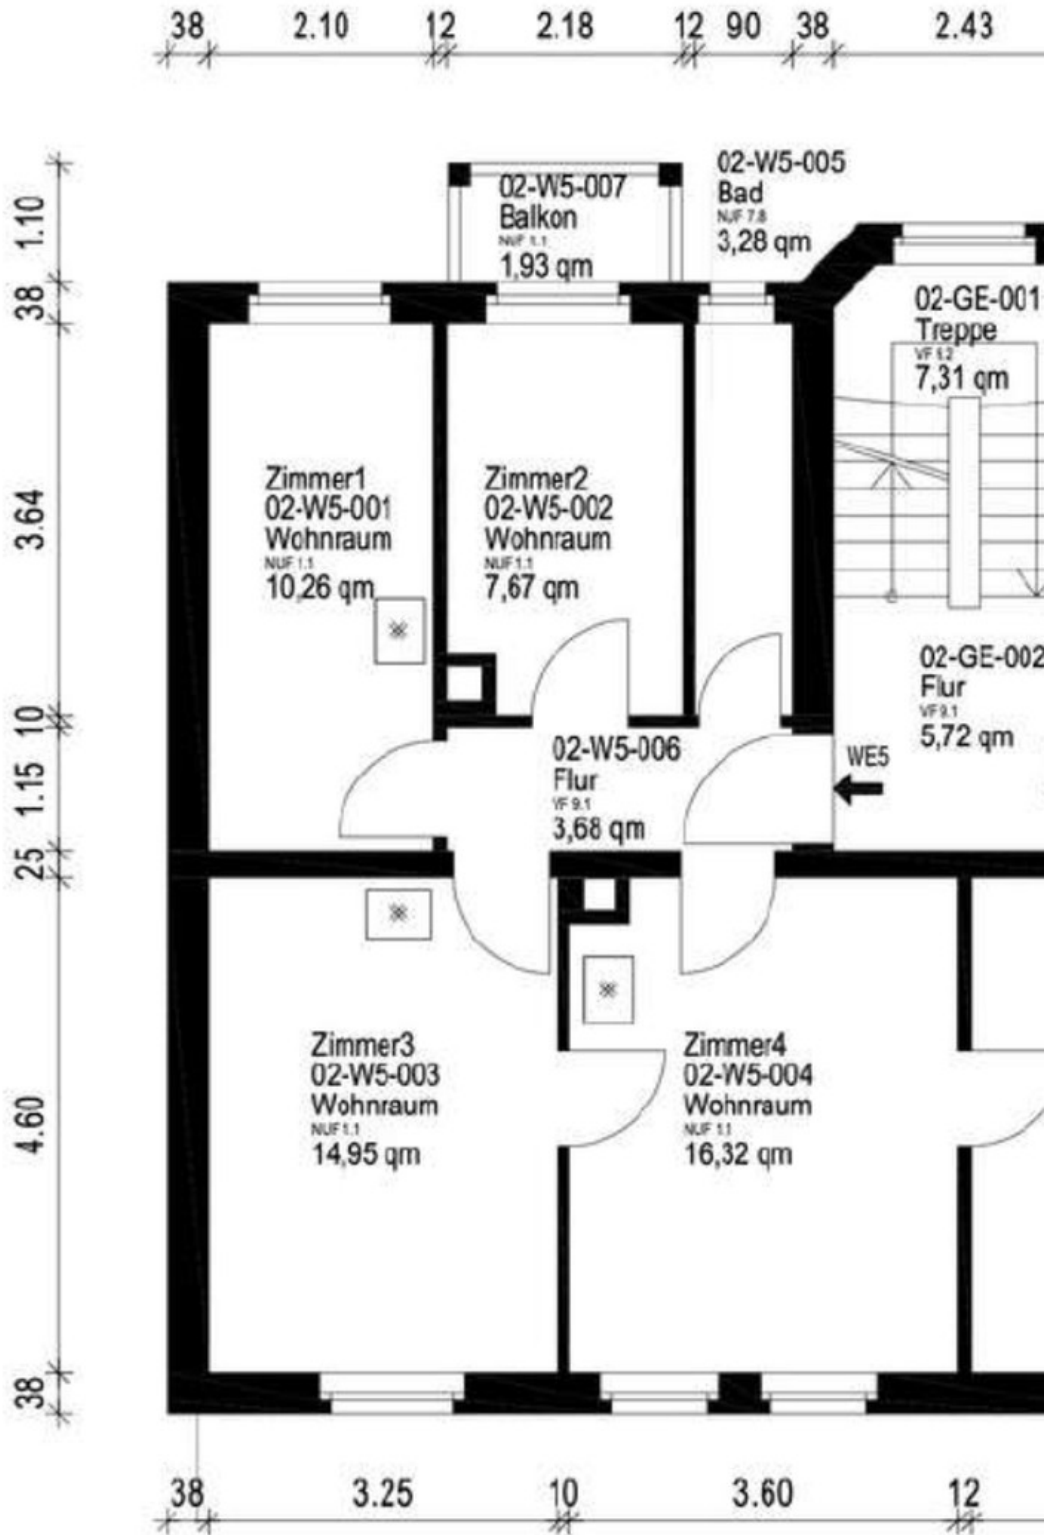 38 2.10 12 2.18 12 90 38 2.43
1.10
38
3.64
10
1.15
25
4.60
38
02-W5-007
Balkon
NUF 1.1
1,93 qm
02-W5-005
Bad
NUF 7.8
3,28 qm
02-GE-001
Treppe
VF 9.2
7,31 qm
Zimmer1
02-W5-001
Wohnraum
NUF 1.1
10,26 qm
Zimmer2
02-W5-002
Wohnraum
NUF 1.1
7,67 qm
02-GE-002
Flur
VF 9.1
5,72 qm
02-W5-006
Flur
VF 9.1
3,68 qm
WE5
Zimmer3
02-W5-003
Wohnraum
NUF 1.1
14,95 qm
Zimmer4
02-W5-004
Wohnraum
NUF 1.1
16,32 qm
38 3.25 10 3.60 12